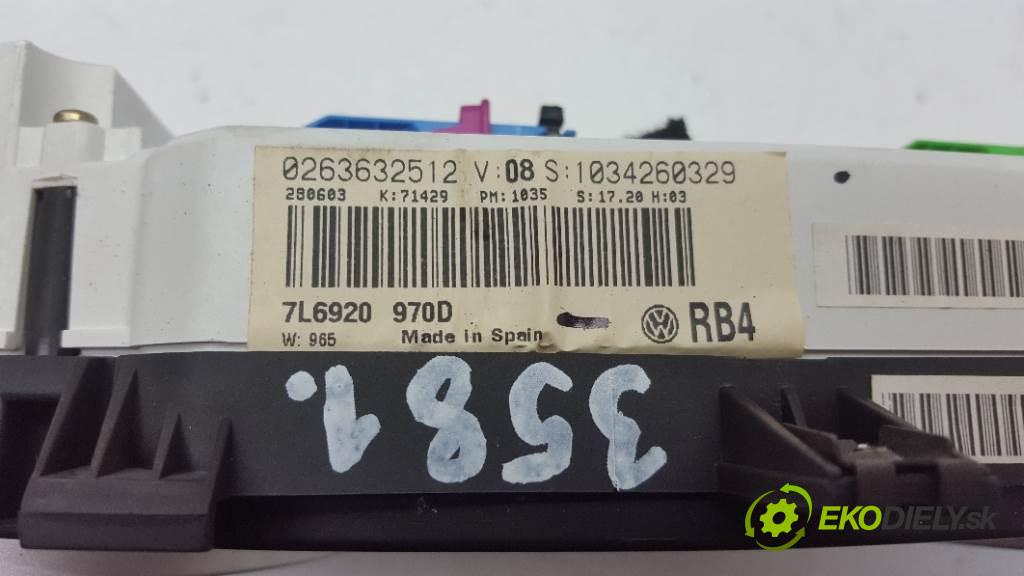 0263632512 V:08 S:1034260329
280603 K:71429 PM:1035 S:17.20 H:03
7L6920 970D RB4
W: 965 Made in Spain
3581.
EKODIELY.sk